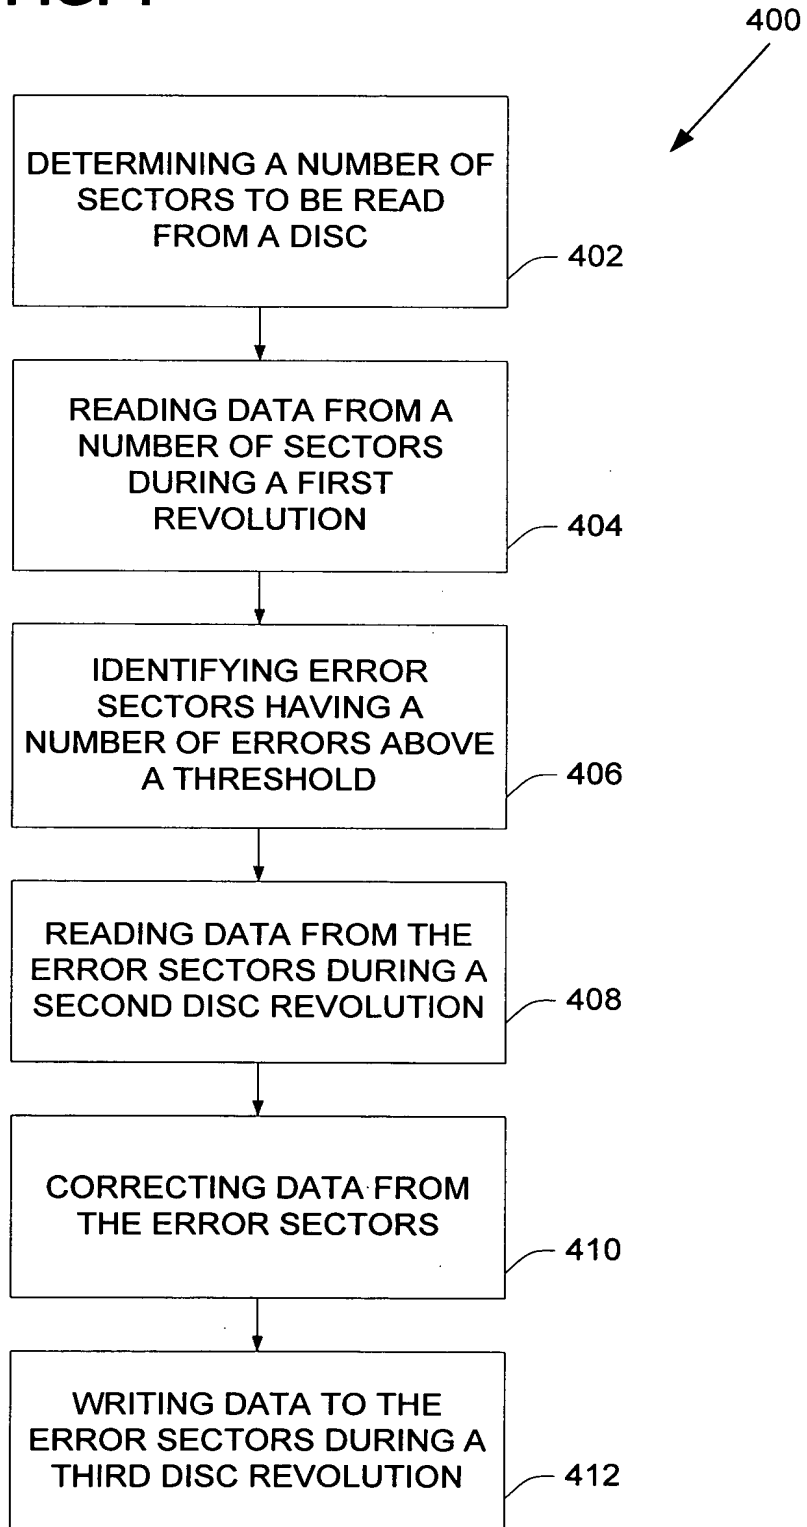 400
DETERMINING A NUMBER OF
SECTORS TO BE READ
FROM A DISC
402
READING DATA FROM A
NUMBER OF SECTORS
DURING A FIRST
REVOLUTION
404
IDENTIFYING ERROR
SECTORS HAVING A
NUMBER OF ERRORS ABOVE
A THRESHOLD
406
READING DATA FROM THE
ERROR SECTORS DURING A
SECOND DISC REVOLUTION
408
CORRECTING DATA FROM
THE ERROR SECTORS
410
WRITING DATA TO THE
ERROR SECTORS DURING A
THIRD DISC REVOLUTION
412